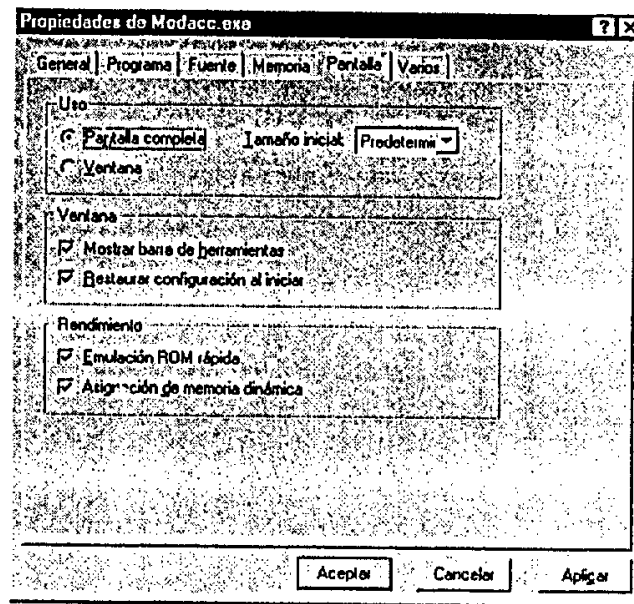 Propiedades de Modacc.exe
General Programa Fuente Memoria Pantalla Varios
Uso
Pantalla completa Tamaño inicial: Predetermi
Ventana
Ventana
Mostrar barra de herramientas
Restaurar configuración al iniciar
Rendimiento
Emulación ROM rápida
Asignación de memoria dinámica
Aceptar Cancelar Aplicar